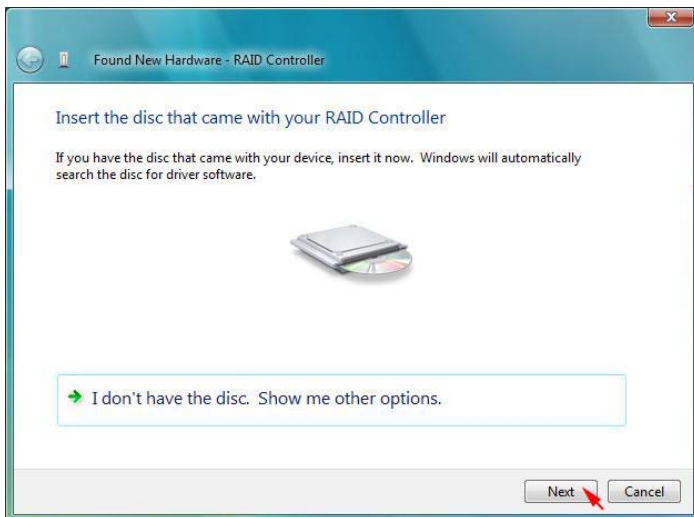 Found New Hardware - RAID Controller
Insert the disc that came with your RAID Controller
If you have the disc that came with your device, insert it now.  Windows will automatically
search the disc for driver software.
I don't have the disc.  Show me other options.
Next
Cancel